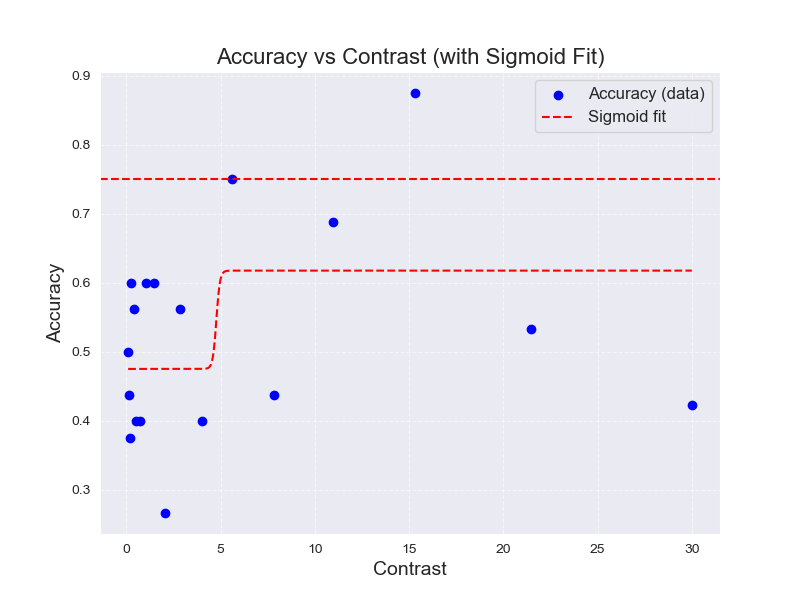 Accuracy vs Contrast (with Sigmoid Fit)
Accuracy (data)
Sigmoid fit
Accuracy
0.9
0.8
0.7
0.6
0.5
0.4
0.3
0
5
10
15
20
25
30
Contrast